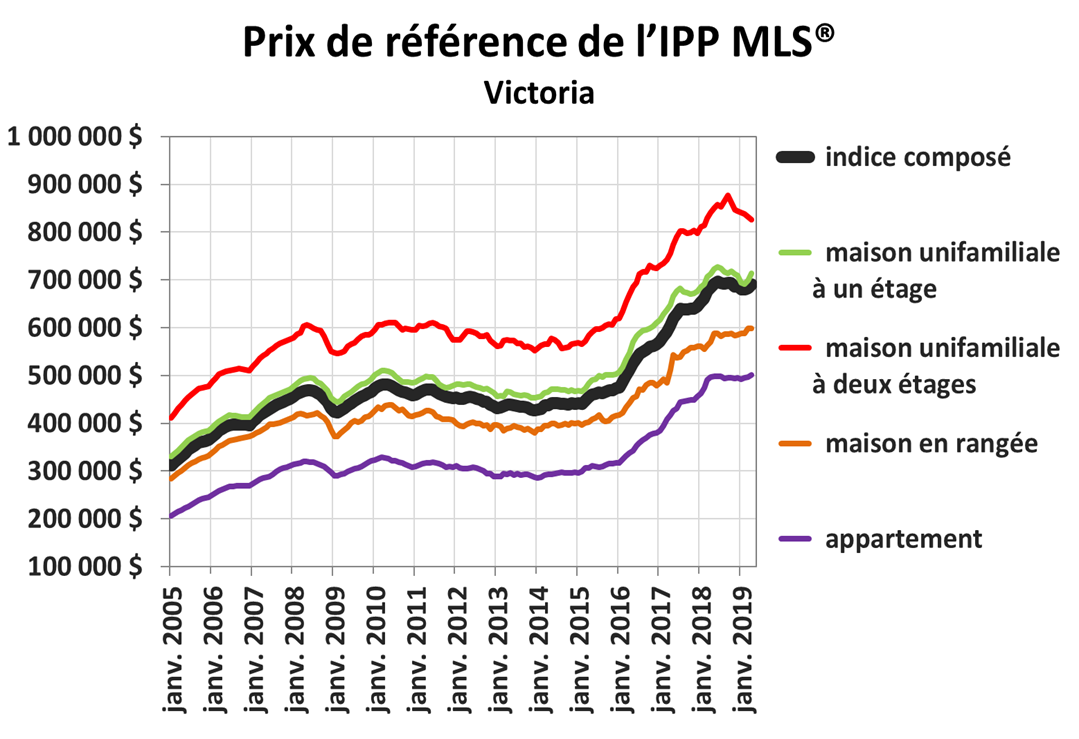 Prix de référence de l’IPP MLS®
Victoria
1 000 000 $
900 000 $
800 000 $
700 000 $
600 000 $
500 000 $
400 000 $
300 000 $
200 000 $
100 000 $
janv. 2005
janv. 2006
janv. 2007
janv. 2008
janv. 2009
janv. 2010
janv. 2011
janv. 2012
janv. 2013
janv. 2014
janv. 2015
janv. 2016
janv. 2017
janv. 2018
janv. 2019
indice composé
maison unifamiliale
à un étage
maison unifamiliale
à deux étages
maison en rangée
appartement